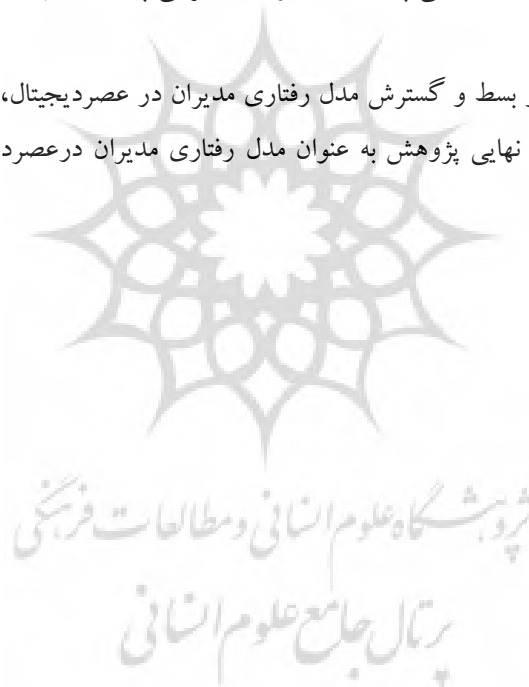 بسط و گسترش مدل رفتاری مدیران در عصردیجیتال،
نهایی پژوهش به عنوان مدل رفتاری مدیران درعصرد
پژوهشگاه علوم انسانی و مطالعات فرهنگی
پرتال جامع علوم انسانی